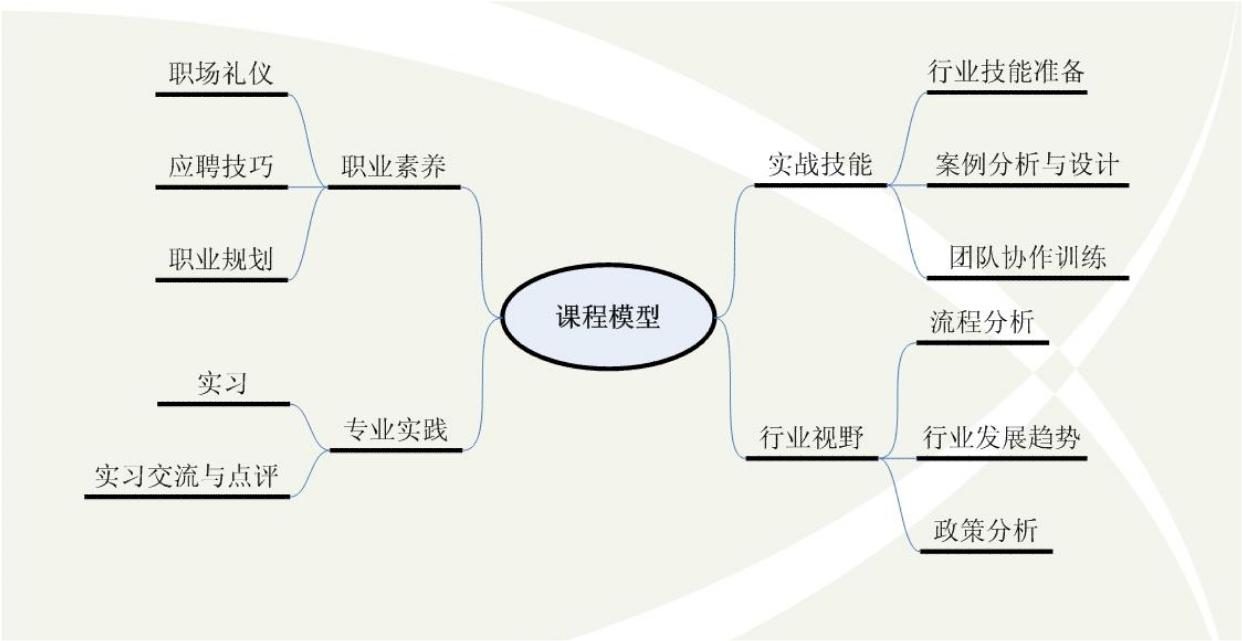 课程模型
职业素养
职场礼仪
应聘技巧
职业规划
专业实践
实习
实习交流与点评
实战技能
行业技能准备
案例分析与设计
团队协作训练
行业视野
流程分析
行业发展趋势
政策分析